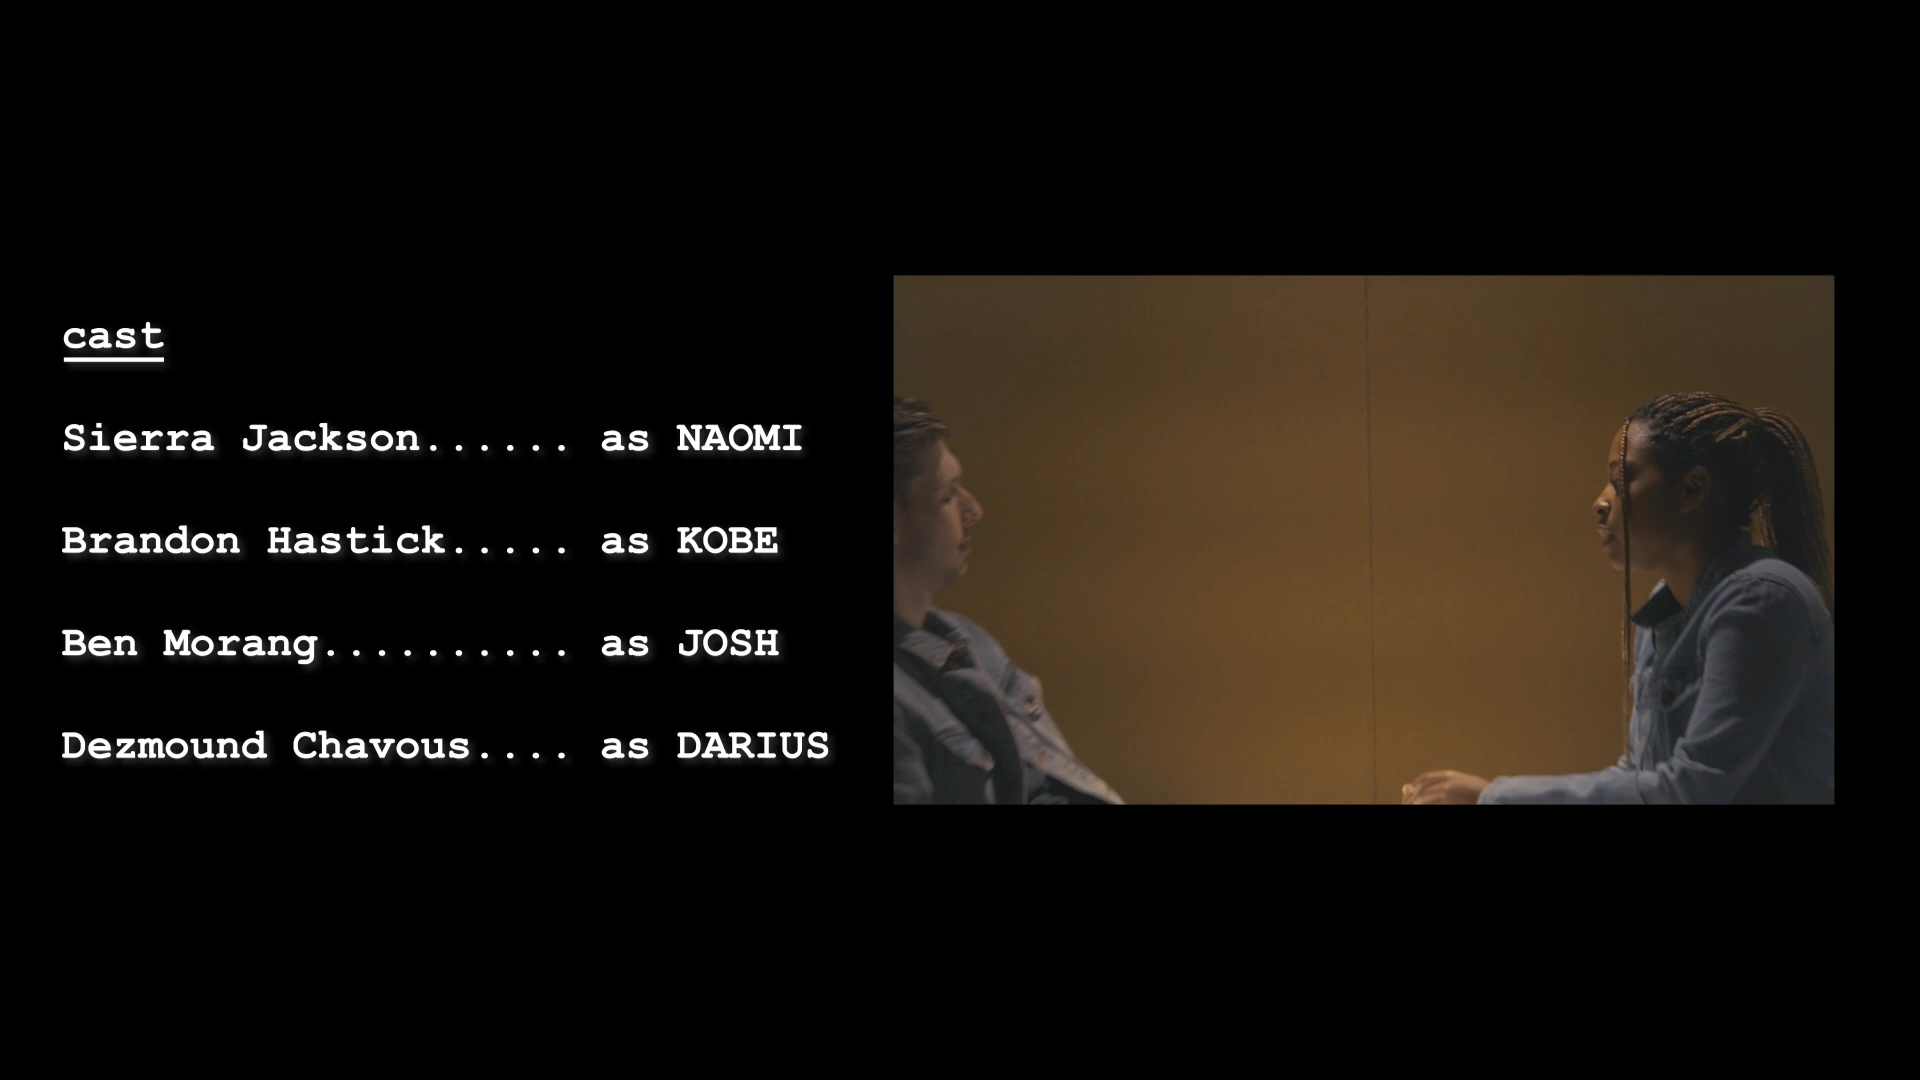 cast
Sierra Jackson...... as NAOMI
Brandon Hastick..... as KOBE
Ben Morang.......... as JOSH
Dezmound Chavous.... as DARIUS